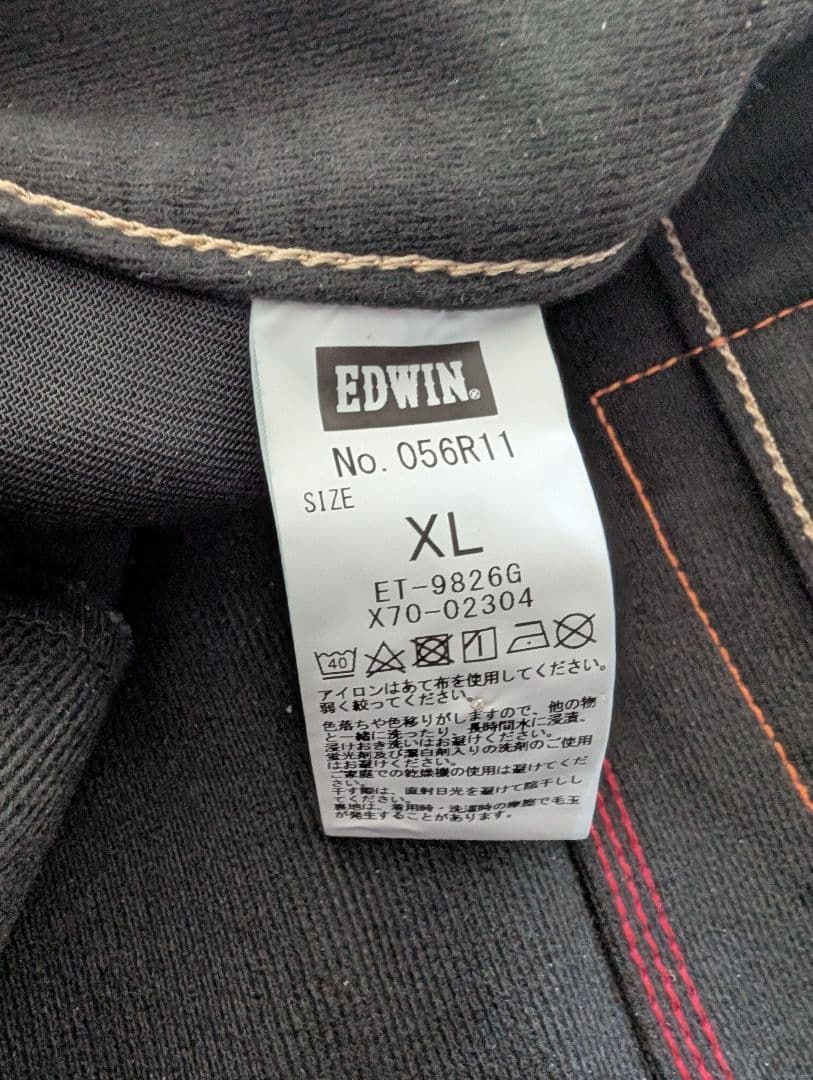 EDWIN®
No. 056R11
SIZE
XL
ET-9826G
X70-02304
40
アイロンはあて布を使用してください。
弱く絞ってください。
色落ちや色移りがしますので、他の物
と一緒に洗ったり、長時間水に浸漬、
浸けおき洗いはお避けください。
蛍光剤及び漂白剤入りの洗剤のご使用
はお避けください。
ご家庭での乾燥機の使用は避けてくだ
さい。
干す際は、直射日光を避けて陰干しし
てください。
裏地は、着用時・洗濯時の摩擦で毛玉
が発生することがあります。